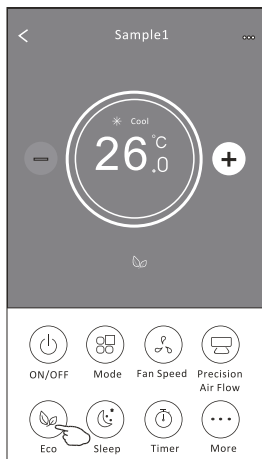 Sample1
Cool
26.0 °C
ON/OFF Mode Fan Speed Precision Air Flow
Eco Sleep Timer More